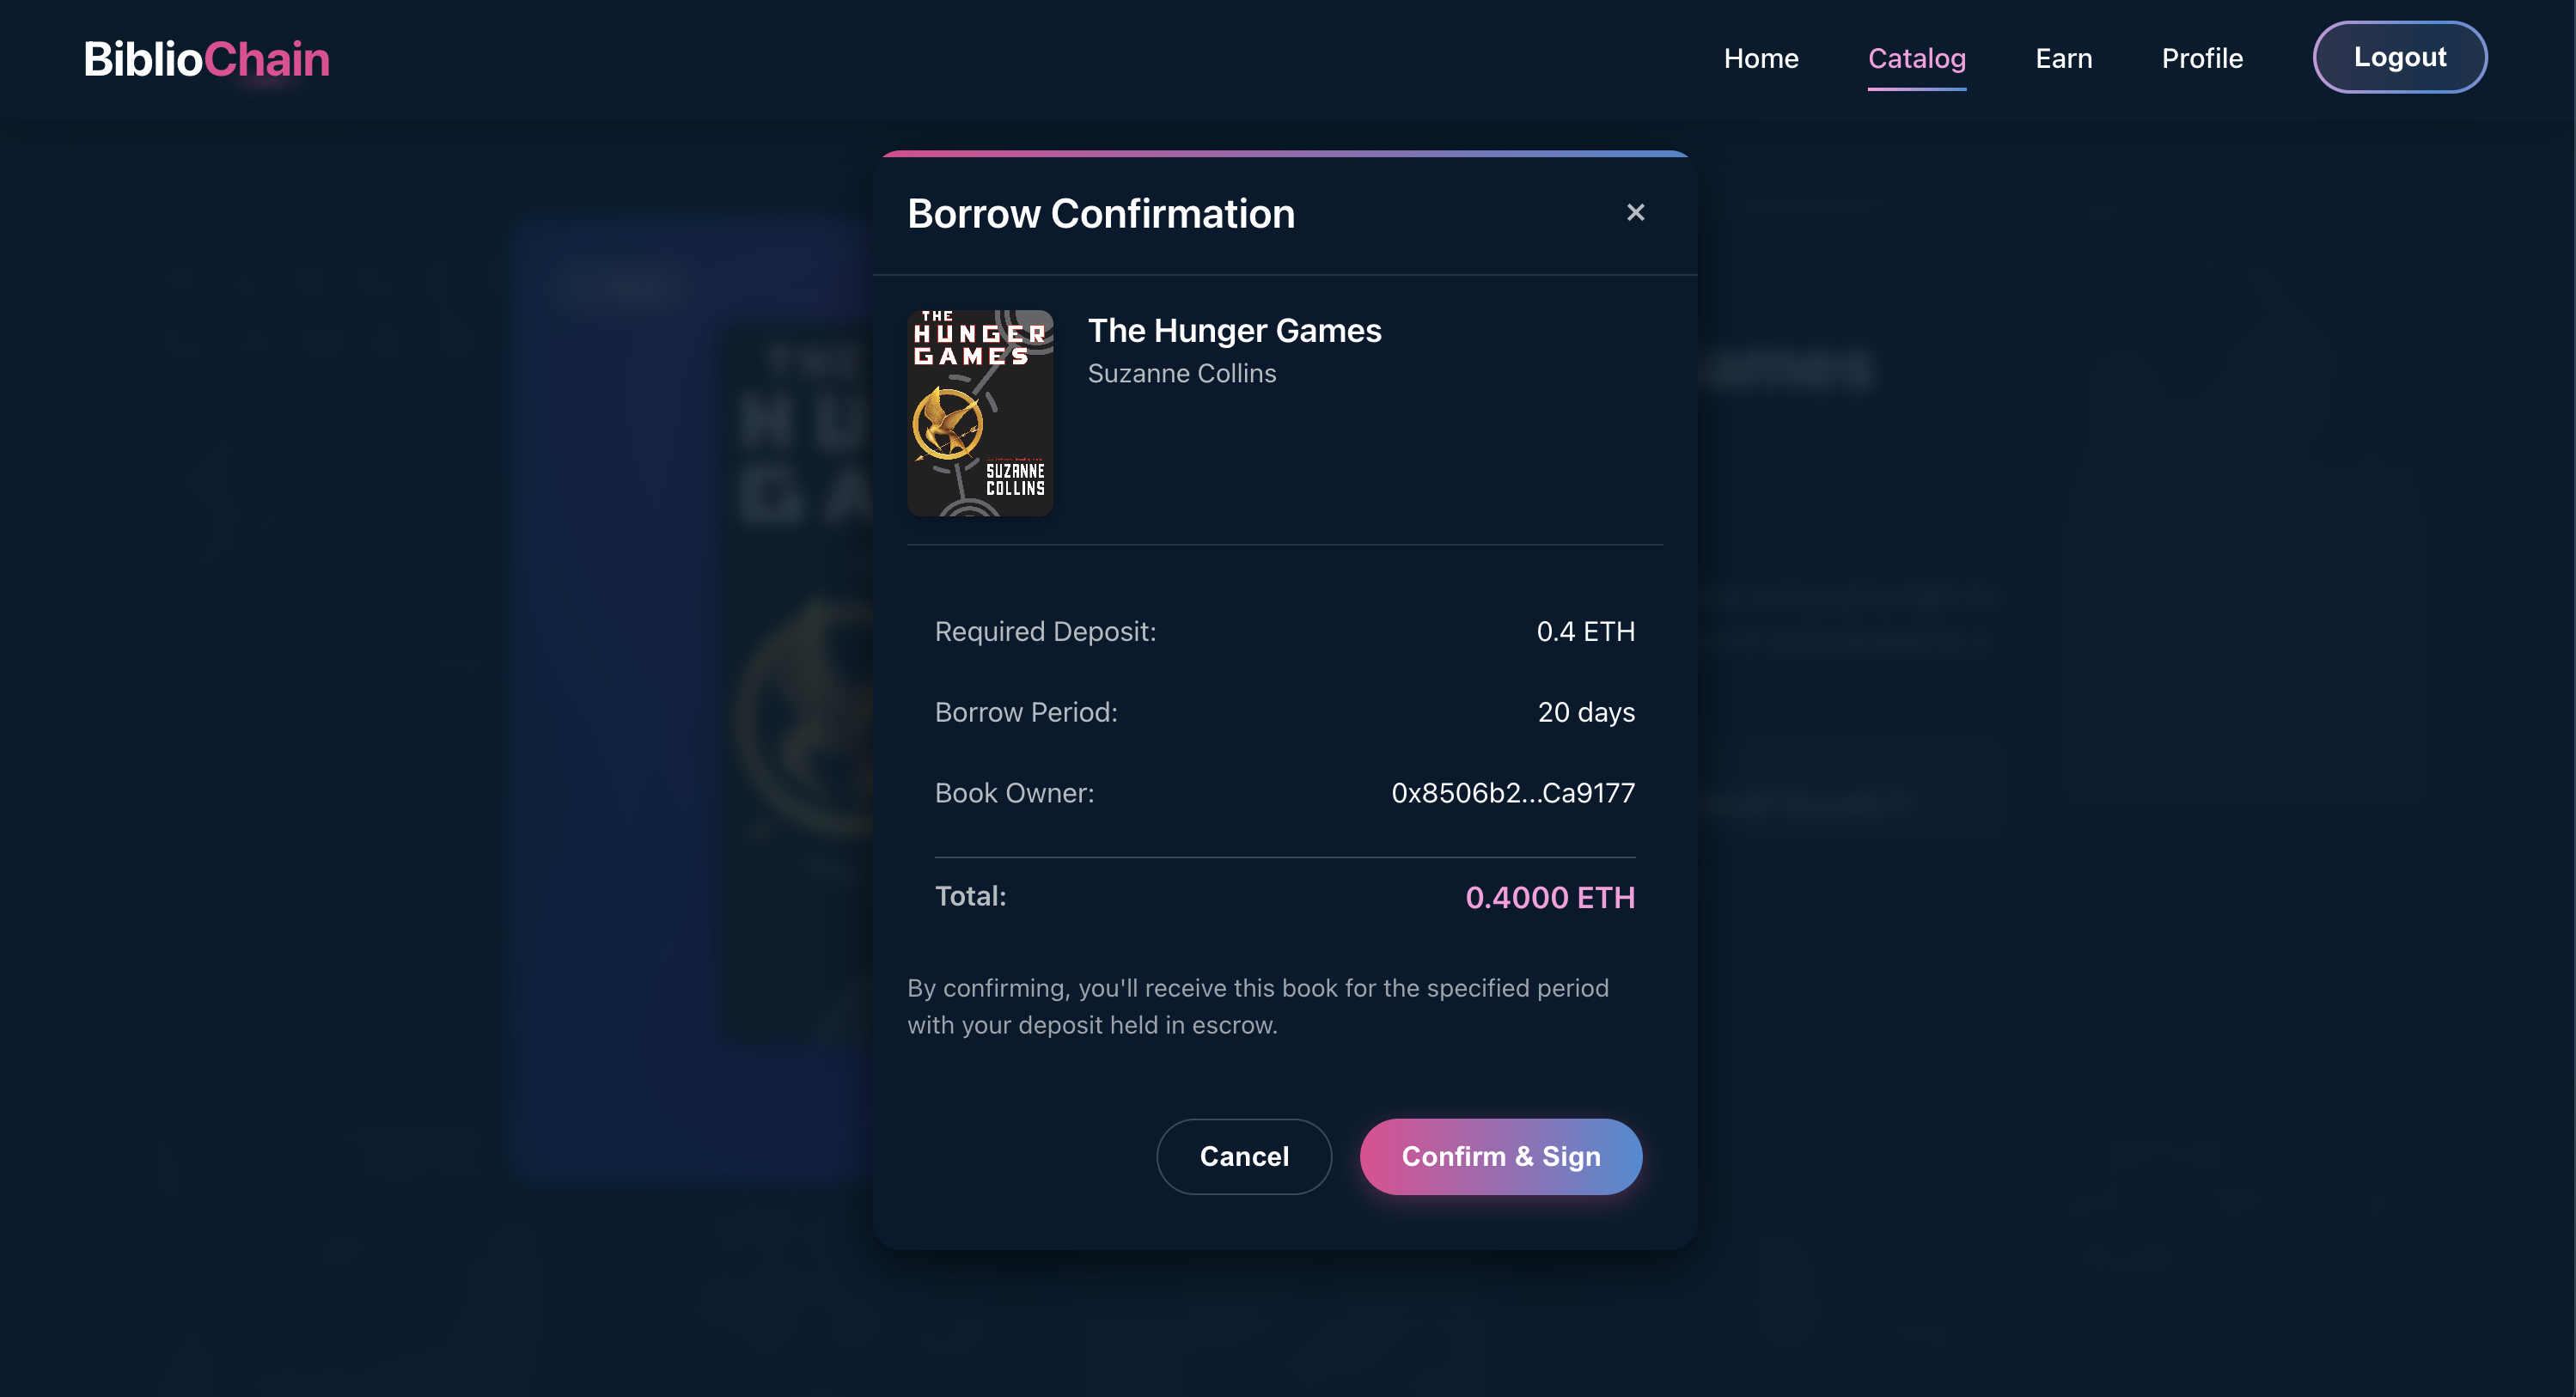 BiblioChain
Home Catalog Earn Profile Logout
Borrow Confirmation ×
THE
HUNGER
GAMES
SUZANNE
COLLINS
The Hunger Games
Suzanne Collins
Required Deposit: 0.4 ETH
Borrow Period: 20 days
Book Owner: 0x8506b2...Ca9177
Total: 0.4000 ETH
By confirming, you'll receive this book for the specified period
with your deposit held in escrow.
Cancel Confirm & Sign